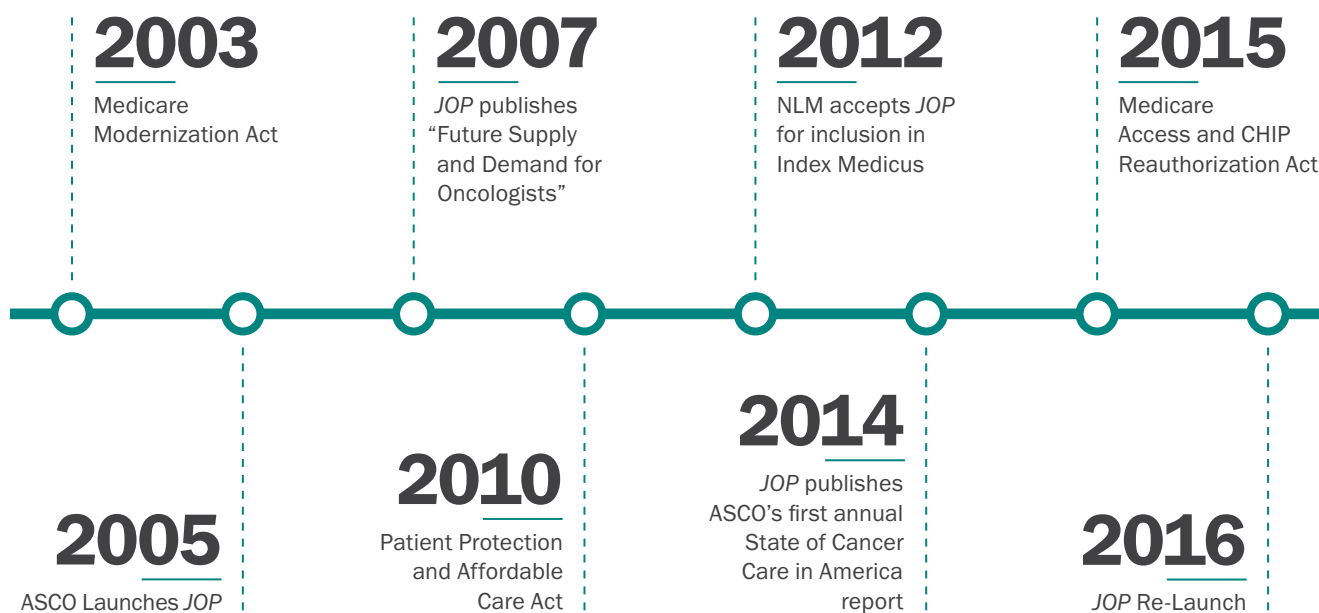 2003
Medicare
Modernization Act
2007
JOP publishes
“Future Supply
and Demand for
Oncologists”
2012
NLM accepts JOP
for inclusion in
Index Medicus
2015
Medicare
Access and CHIP
Reauthorization Act
2005
ASCO Launches JOP
2010
Patient Protection
and Affordable
Care Act
2014
JOP publishes
ASCO’s first annual
State of Cancer
Care in America
report
2016
JOP Re-Launch